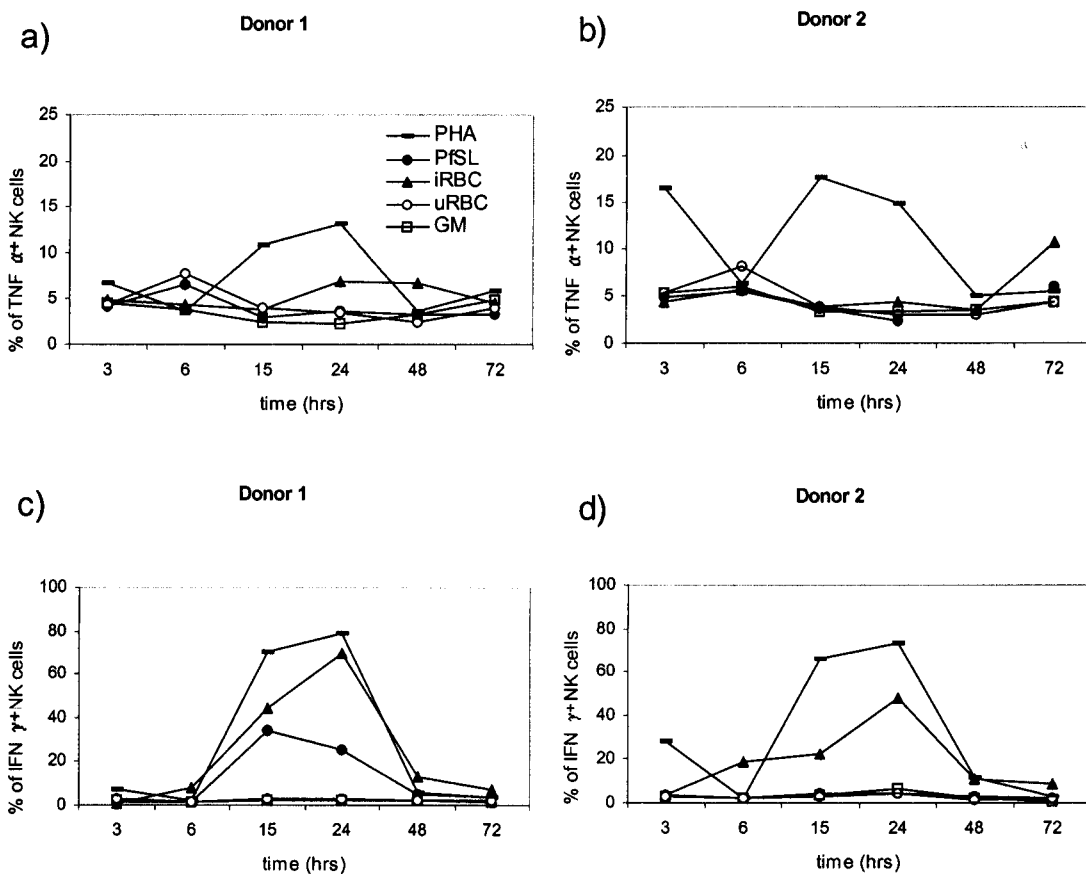 a)
Donor 1
25
20
15
10
5
0
% of TNF α+ NK cells
PHA
PfSL
iRBC
uRBC
GM
3 6 15 24 48 72
time (hrs)
b)
Donor 2
25
20
15
10
5
0
% of TNF α+ NK cells
3 6 15 24 48 72
time (hrs)
c)
Donor 1
100
80
60
40
20
0
% of IFN γ+ NK cells
3 6 15 24 48 72
time (hrs)
d)
Donor 2
100
80
60
40
20
0
% of IFN γ+ NK cells
3 6 15 24 48 72
time (hrs)